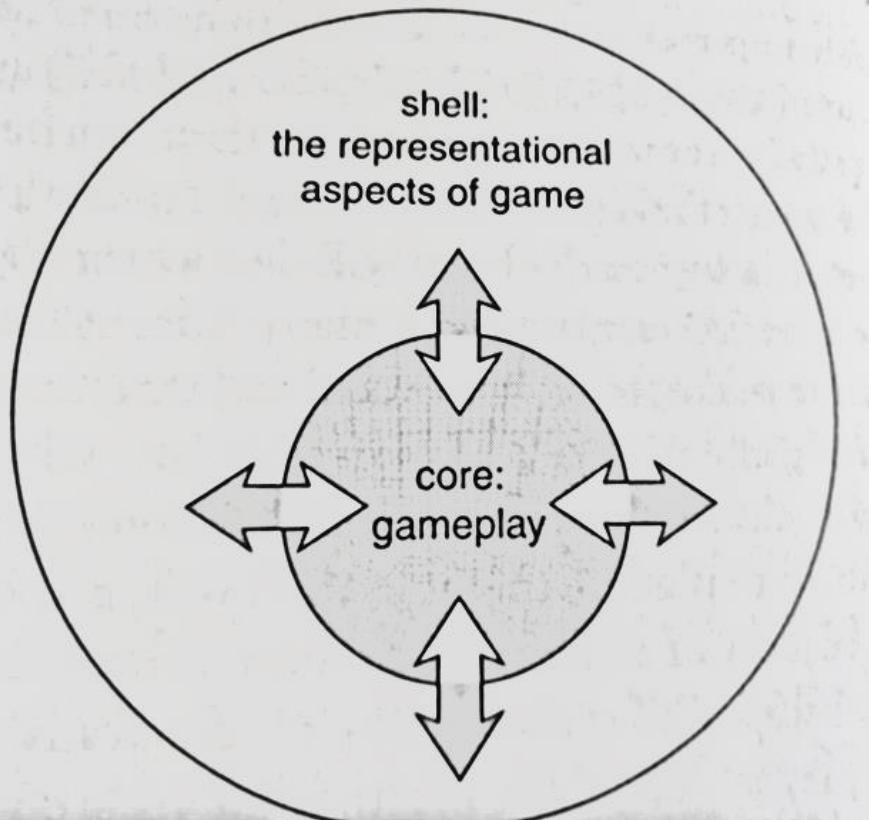 shell:
the representational
aspects of game
core:
gameplay